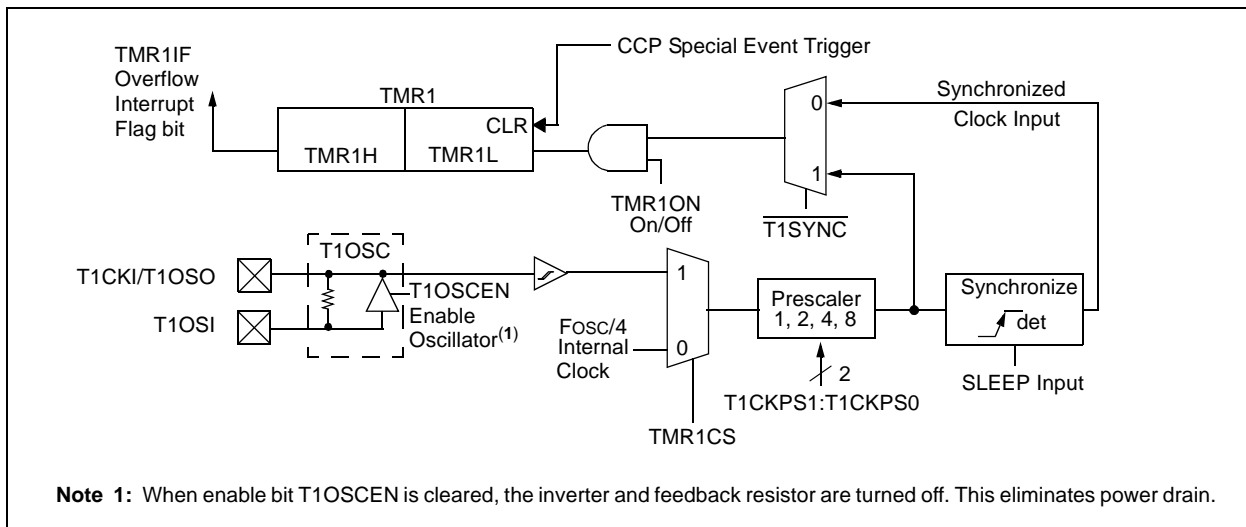 TMR1IF
Overflow
Interrupt
Flag bit
CCP Special Event Trigger
TMR1
CLR
TMR1H
TMR1L
TMR1ON
On/Off
0
1
T1SYNC
Synchronized
Clock Input
T1OSC
T1CKI/T1OSO
T1OSI
T1OSCEN
Enable
Oscillator(1)
FOSC/4
Internal
Clock
1
0
TMR1CS
Prescaler
1, 2, 4, 8
2
T1CKPS1:T1CKPS0
Synchronize
det
SLEEP Input
Note 1: When enable bit T1OSCEN is cleared, the inverter and feedback resistor are turned off. This eliminates power drain.